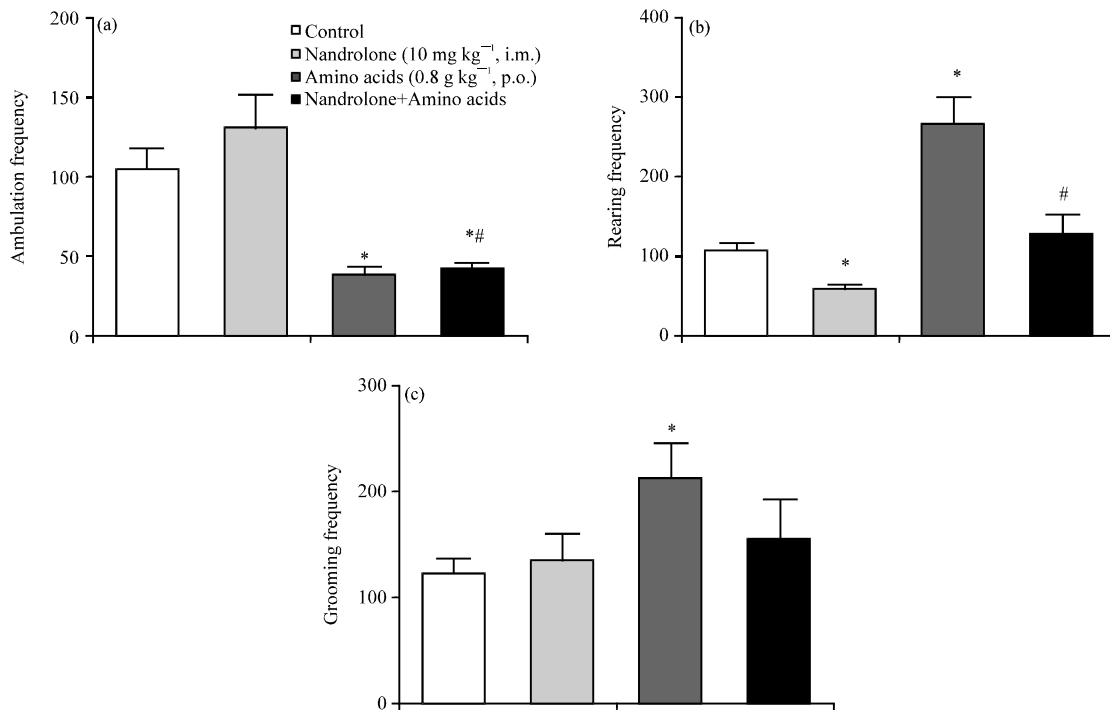 (a)
Control
Nandrolone (10 mg kg⁻¹, i.m.)
Amino acids (0.8 g kg⁻¹, p.o.)
Nandrolone+Amino acids
Ambulation frequency
200
150
100
50
0
*
*#
(b)
Rearing frequency
400
300
200
100
0
*
*
#
(c)
Grooming frequency
300
200
100
0
*